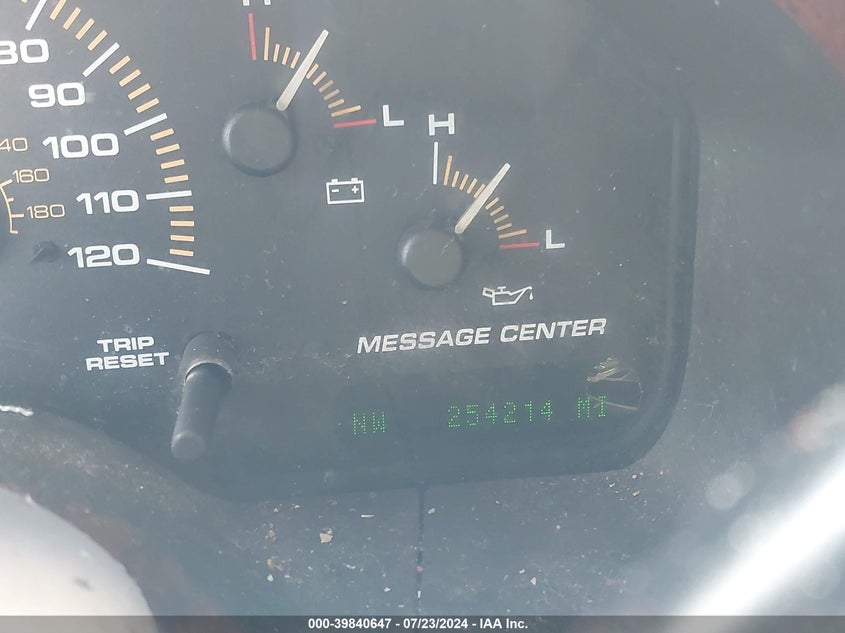 H
80
90
100
110
120
40
160
180
L
H
L
TRIP
RESET
MESSAGE CENTER
NW 254214 MI
000-39840647 / 07/23/2024 - IAA Inc.